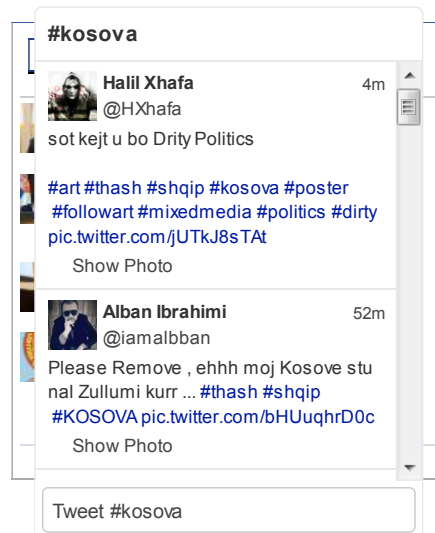 #kosova
Halil Xhafa 4m
@HXhafa
sot kejt u bo Drity Politics
#art #thash #shqip #kosova #poster
#followart #mixedmedia #politics #dirty
pic.twitter.com/jUTkJ8sTAt
Show Photo
Alban Ibrahimi 52m
@iamalbban
Please Remove , ehhh moj Kosove stu
nal Zullumi kurr ... #thash #shqip
#KOSOVA pic.twitter.com/bHUuqhrD0c
Show Photo
Tweet #kosova